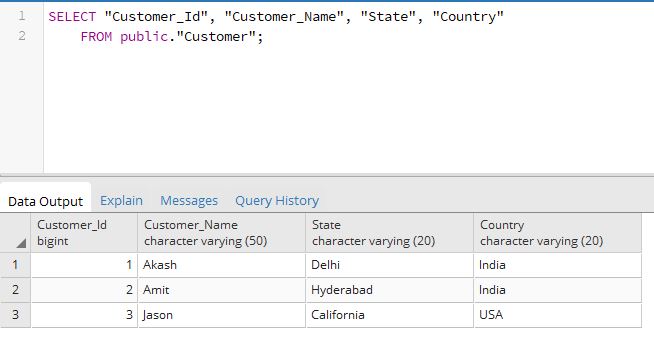 1 SELECT "Customer_Id", "Customer_Name", "State", "Country"
2 FROM public."Customer";
Data Output Explain Messages Query History
Customer_Id Customer_Name State Country
bigint character varying (50) character varying (20) character varying (20)
1 1 Akash Delhi India
2 2 Amit Hyderabad India
3 3 Jason California USA